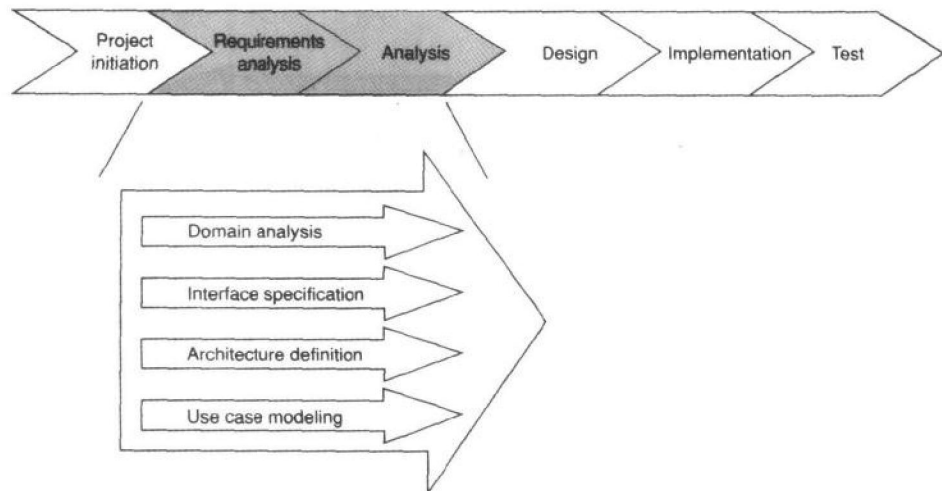 Project
initiation
Requirements
analysis
Analysis
Design
Implementation
Test
Domain analysis
Interface specification
Architecture definition
Use case modeling